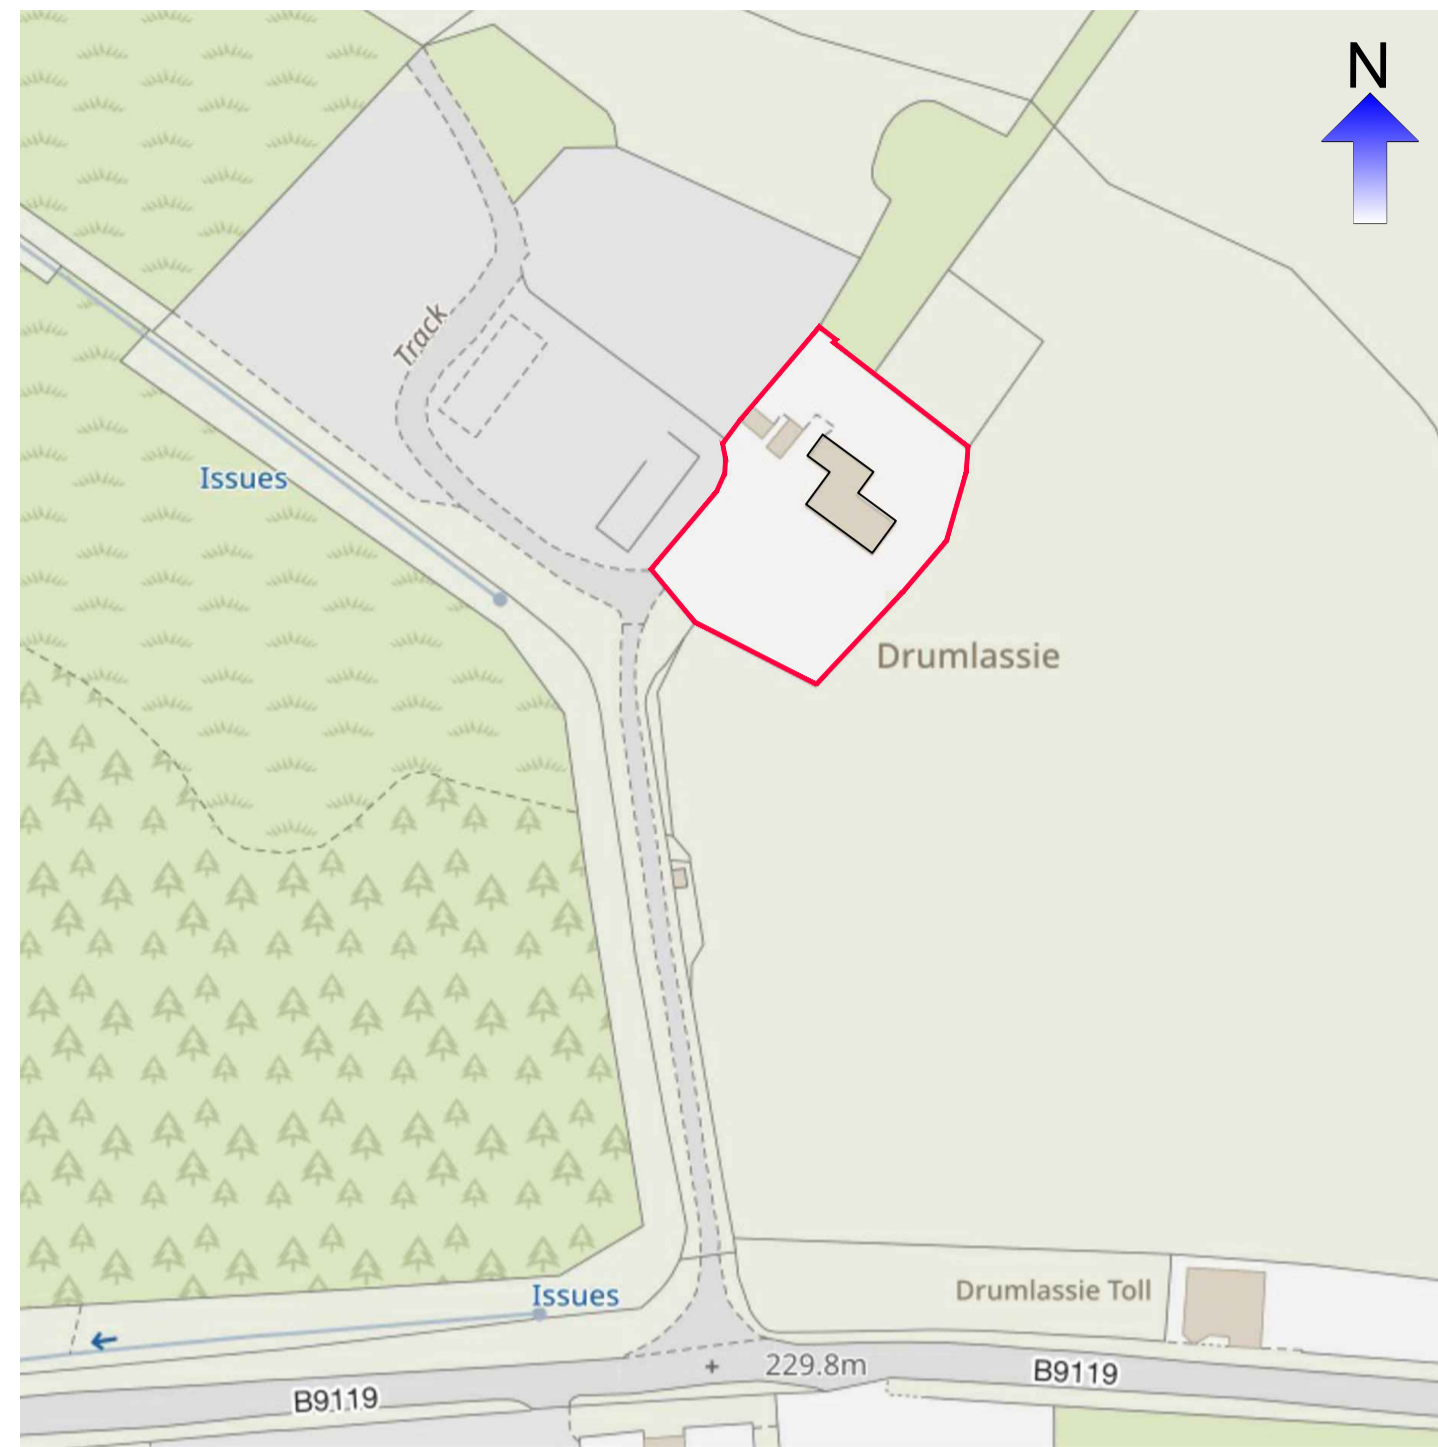 N
Track
Issues
Drumlassie
Issues
Drumlassie Toll
229.8m
B9119
B9119